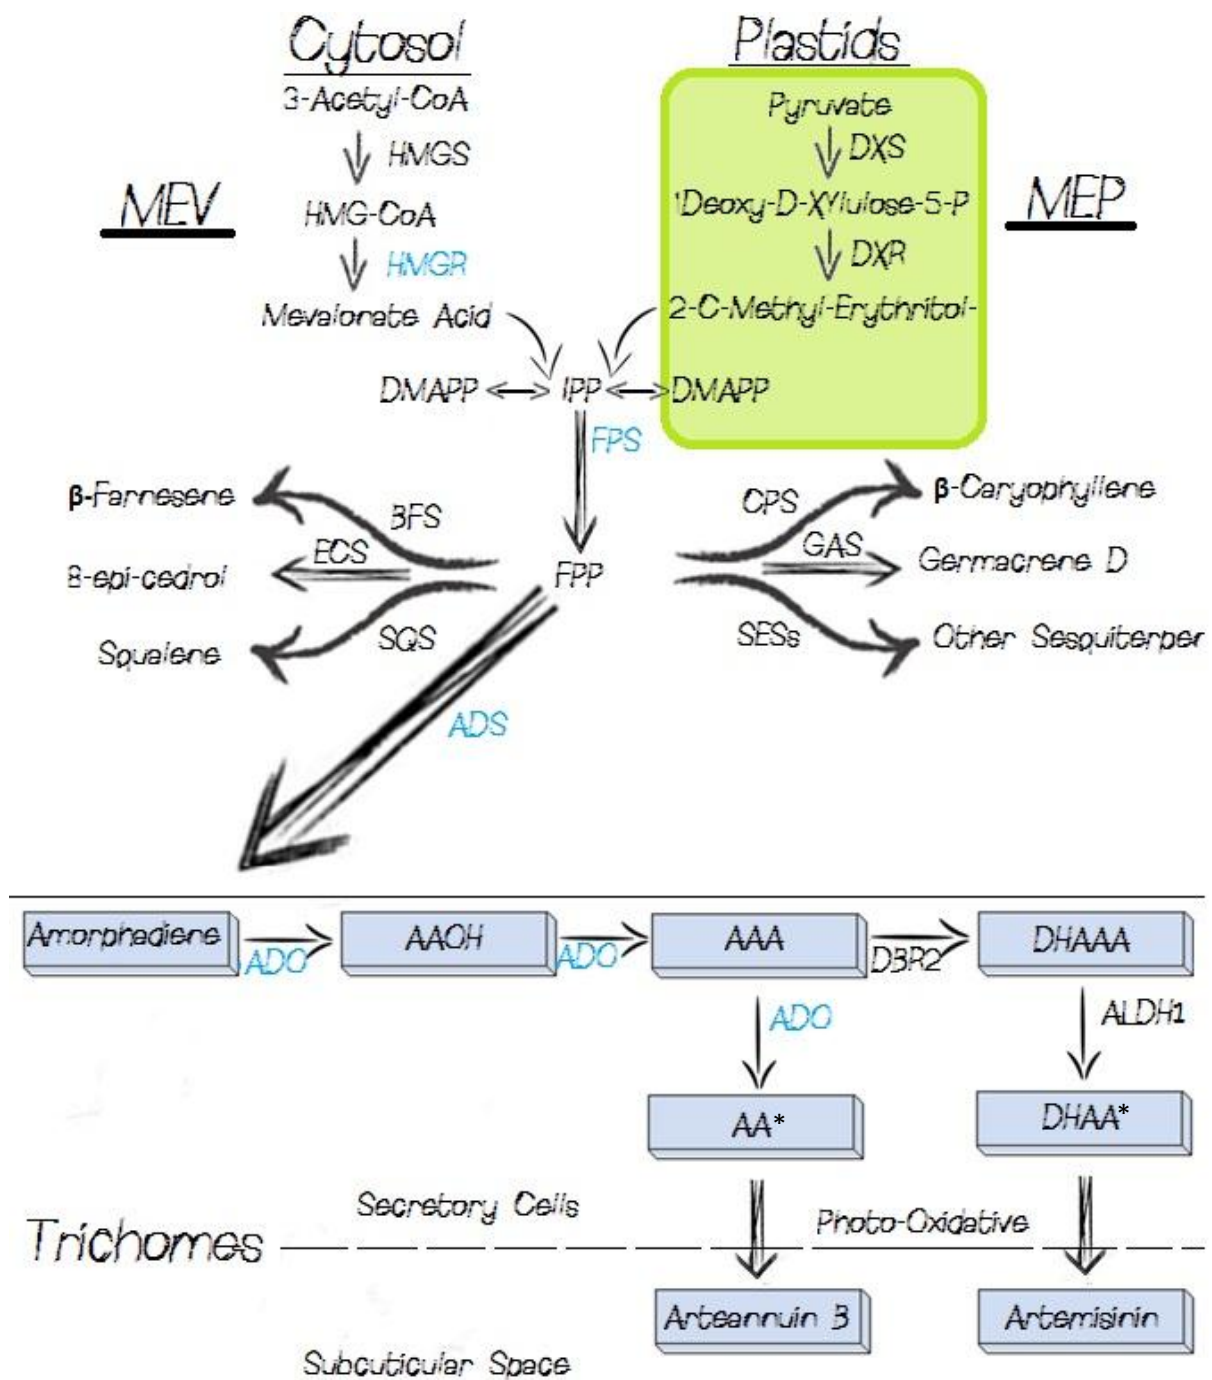 Cytosol
Plastids
3-Acetyl-CoA
Pyruvate
HMGS
DXS
MEV
MEP
HMG-CoA
1Deoxy-D-XYlulose-5-P
HMGR
DXR
Mevalonate Acid
2-C-Methyl-Erythritol-
DMAPP
IPP
DMAPP
FPS
β-Farnesene
BFS
CPS
β-Caryophyllene
ECS
GAS
8-epi-cedrol
FPP
Germacrene D
Squalene
SQS
SESs
Other Sesquiterper
ADS
Amorphadiene
ADO
AAOH
ADO
AAA
DBR2
DHAAA
ADO
ALDH1
AA*
DHAA*
Secretory Cells
Photo-Oxidative
Trichomes
Arteannuin B
Artemisinin
Subcuticular Space